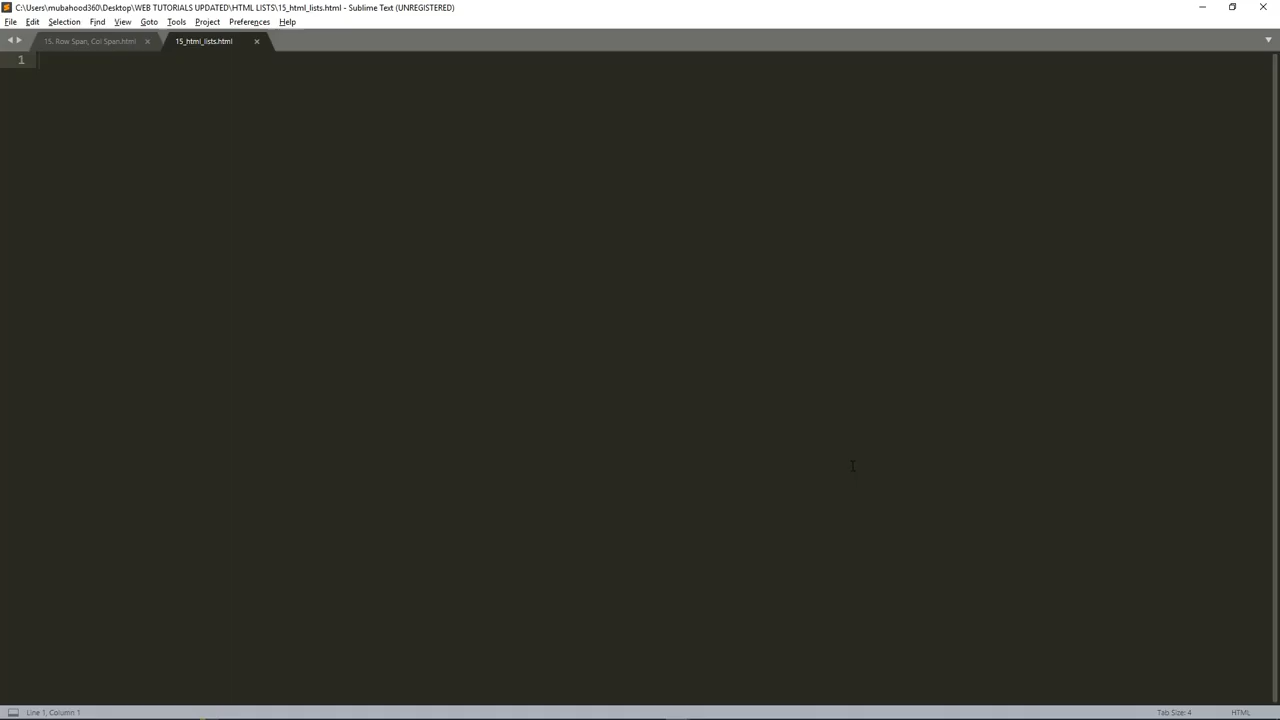 C:\Users\mubahood360\Desktop\WEB TUTORIALS UPDATED\HTML LISTS\15_html_lists.html - Sublime Text (UNREGISTERED)
File Edit Selection Find View Goto Tools Project Preferences Help
15. Row Span, Col Span.html 15_html_lists.html
1
Line 1, Column 1 Tab Size: 4 HTML